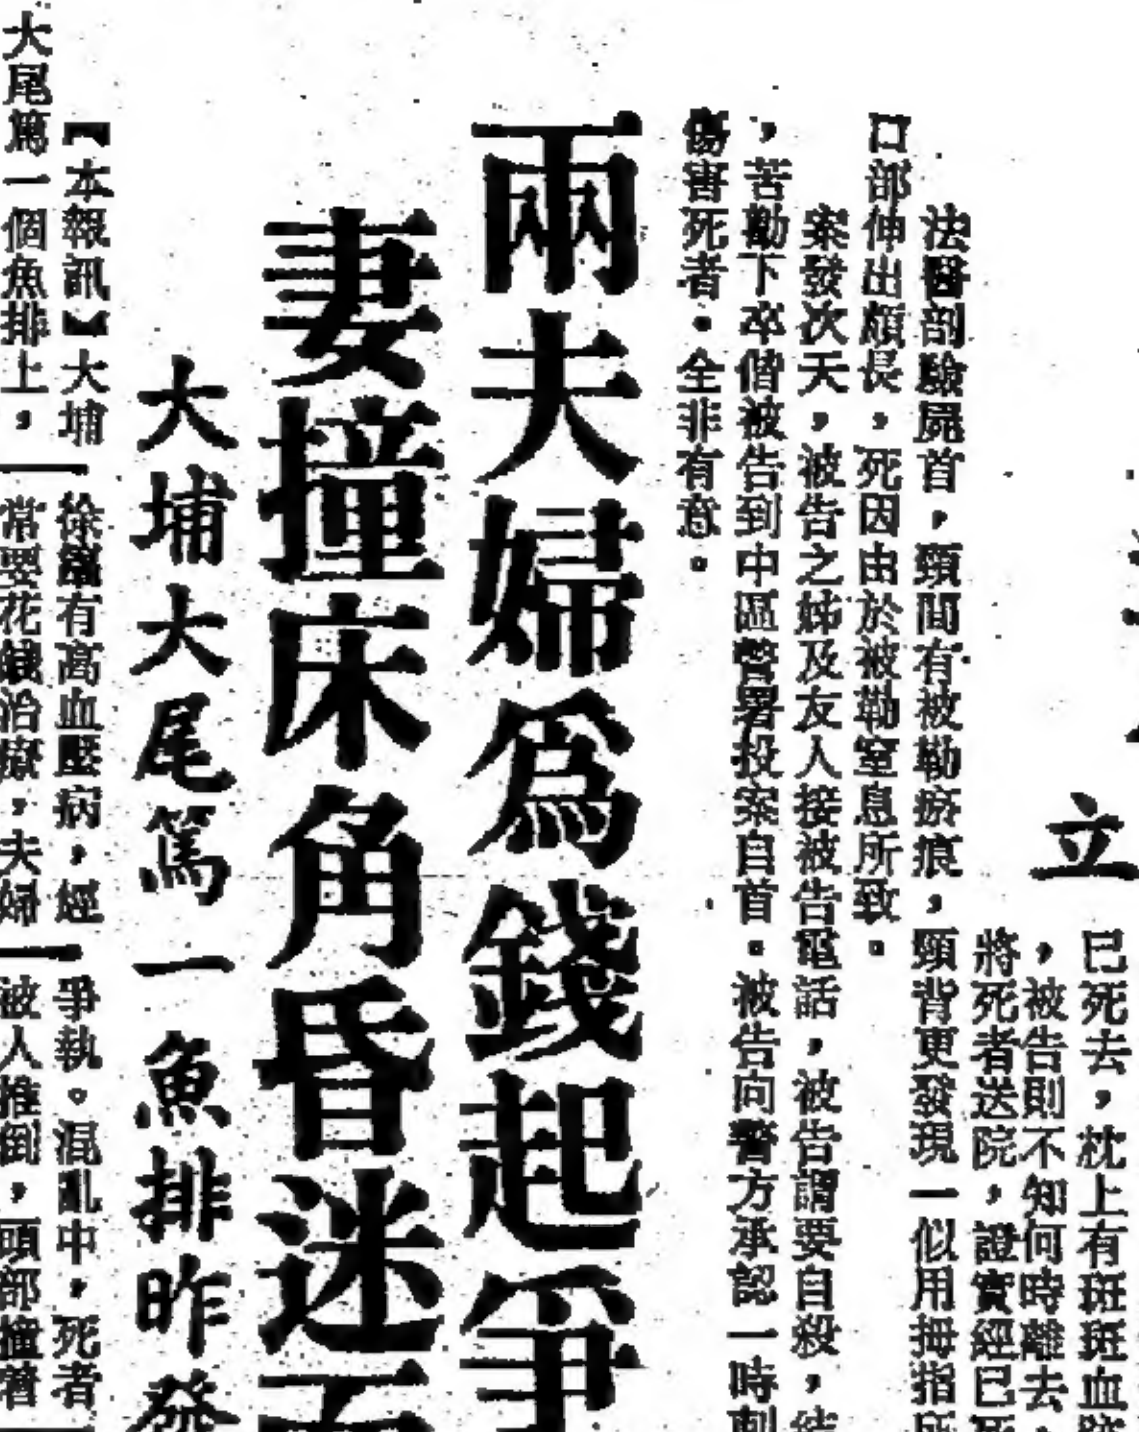 立
已死去，枕上有斑斑血跡
，被告則不知何時離去，
將死者送院，證實經已死
法醫剖驗屍首，頸間有被勒瘀痕，頸背更發現一似用拇指所
口部伸出頗長，死因由於被勒窒息所致。
案發次天，被告之姊及友人接被告電話，被告謂要自殺，結
，苦勸下卒偕被告到中區警署投案自首。被告向警方承認一時刺
傷害死者。全非有意。
兩夫婦爲錢起爭
妻撞床角昏迷
大埔大尾篤一魚排昨發
【本報訊】大埔
大尾篤一個魚排上，
徐 有高血壓病，經
常要花錢治療，夫婦
爭執。混亂中，死者
被人推倒，頭部撞着